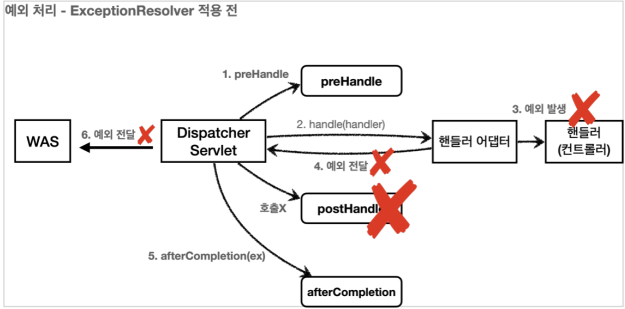 예외 처리 - ExceptionResolver 적용 전
1. preHandle
preHandle
3. 예외 발생
2. handle(handler)
6. 예외 전달
WAS
Dispatcher
Servlet
핸들러 어댑터
핸들러
(컨트롤러)
4. 예외 전달
호출X
postHandle
5. afterCompletion(ex)
afterCompletion